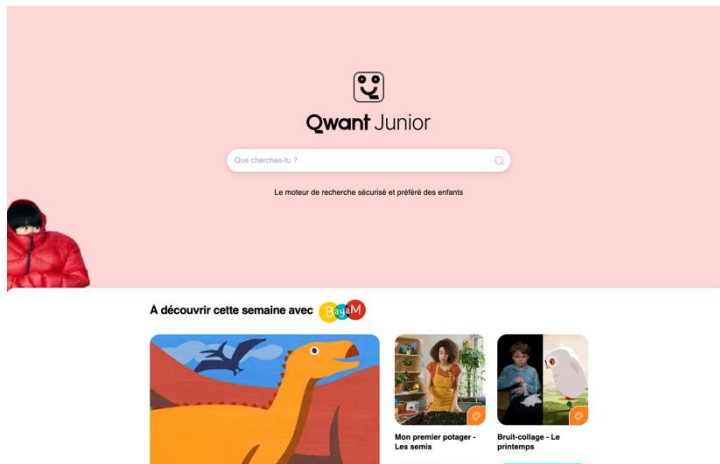 Qwant Junior
Que cherches-tu ?
Le moteur de recherche sécurisé et préféré des enfants
À découvrir cette semaine avec BayaM
Mon premier potager -
Les semis
Bruit-collage - Le
printemps